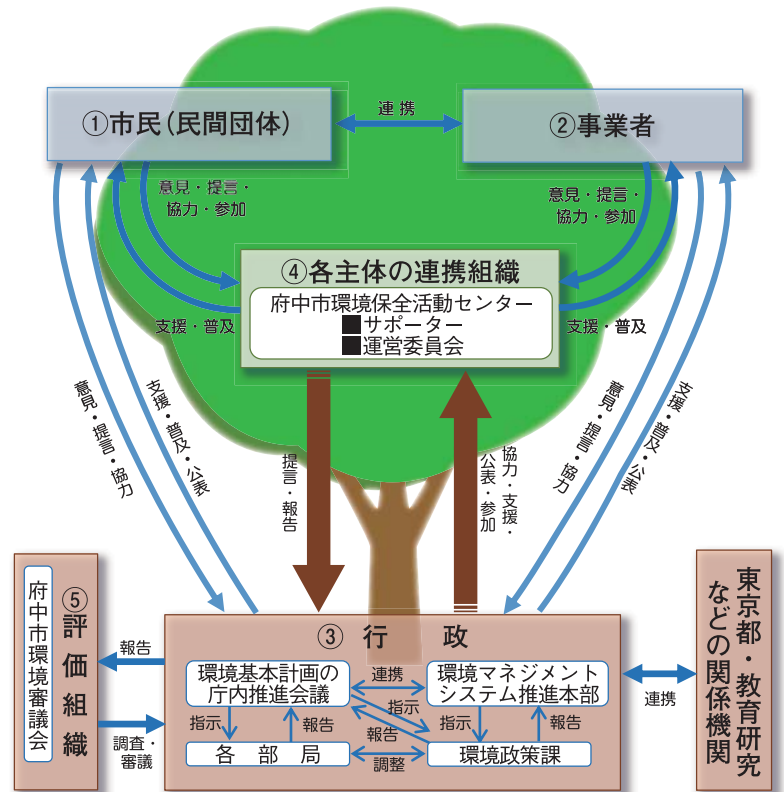 ①市民(民間団体)
連携
②事業者
意見・提言・
協力・参加
意見・提言・
協力・参加
④各主体の連携組織
府中市環境保全活動センター
■サポーター
■運営委員会
支援・普及
支援・普及
意見・提言・協力
支援・普及・公表
提言・報告
協力・支援・
公表・参加
意見・提言・協力
支援・普及・公表
⑤評価組織
府中市環境審議会
報告
調査・
審議
③行政
環境基本計画の
庁内推進会議
連携
環境マネジメント
システム推進本部
指示
報告
指示
報告
指示
報告
各部局
調整
環境政策課
連携
東京都・教育研究
などの関係機関